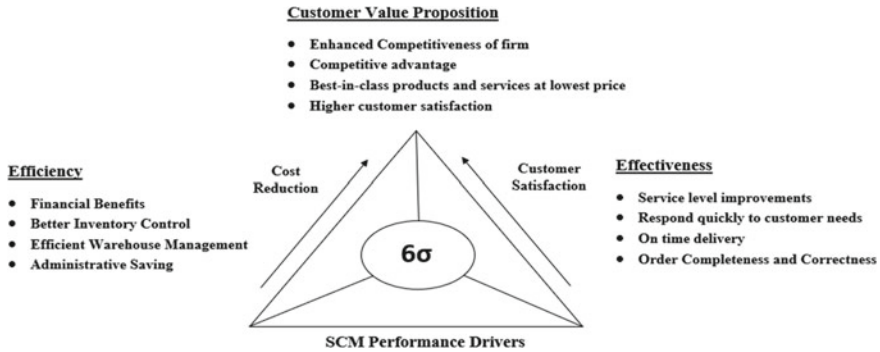 Customer Value Proposition
• Enhanced Competitiveness of firm
• Competitive advantage
• Best-in-class products and services at lowest price
• Higher customer satisfaction
Efficiency
• Financial Benefits
• Better Inventory Control
• Efficient Warehouse Management
• Administrative Saving
Cost
Reduction
Customer
Satisfaction
Effectiveness
• Service level improvements
• Respond quickly to customer needs
• On time delivery
• Order Completeness and Correctness
6σ
SCM Performance Drivers